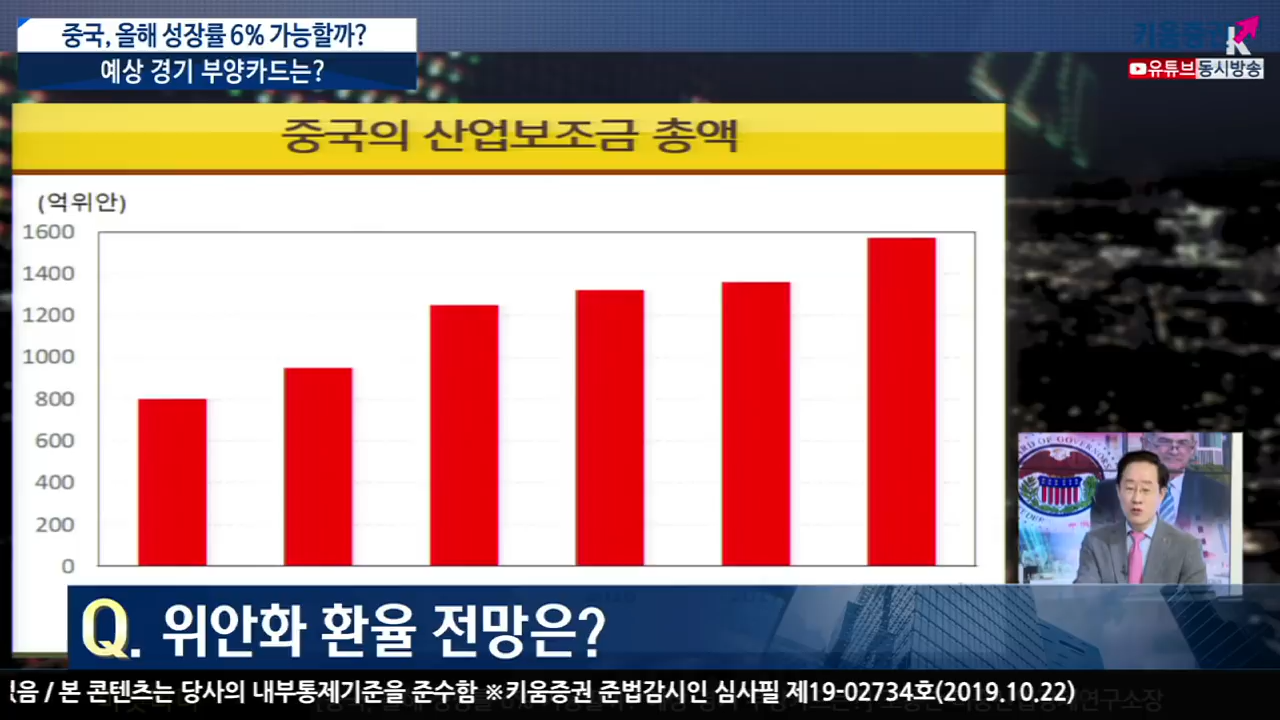 중국, 올해 성장률 6% 가능할까?
예상 경기 부양카드는?
키움증권
유튜브 동시방송
중국의 산업보조금 총액
(억위안)
1600
1400
1200
1000
800
600
400
200
0
Q. 위안화 환율 전망은?
음 / 본 콘텐츠는 당사의 내부통제기준을 준수함 ※키움증권 준법감시인 심사필 제19-02734호(2019.10.22)